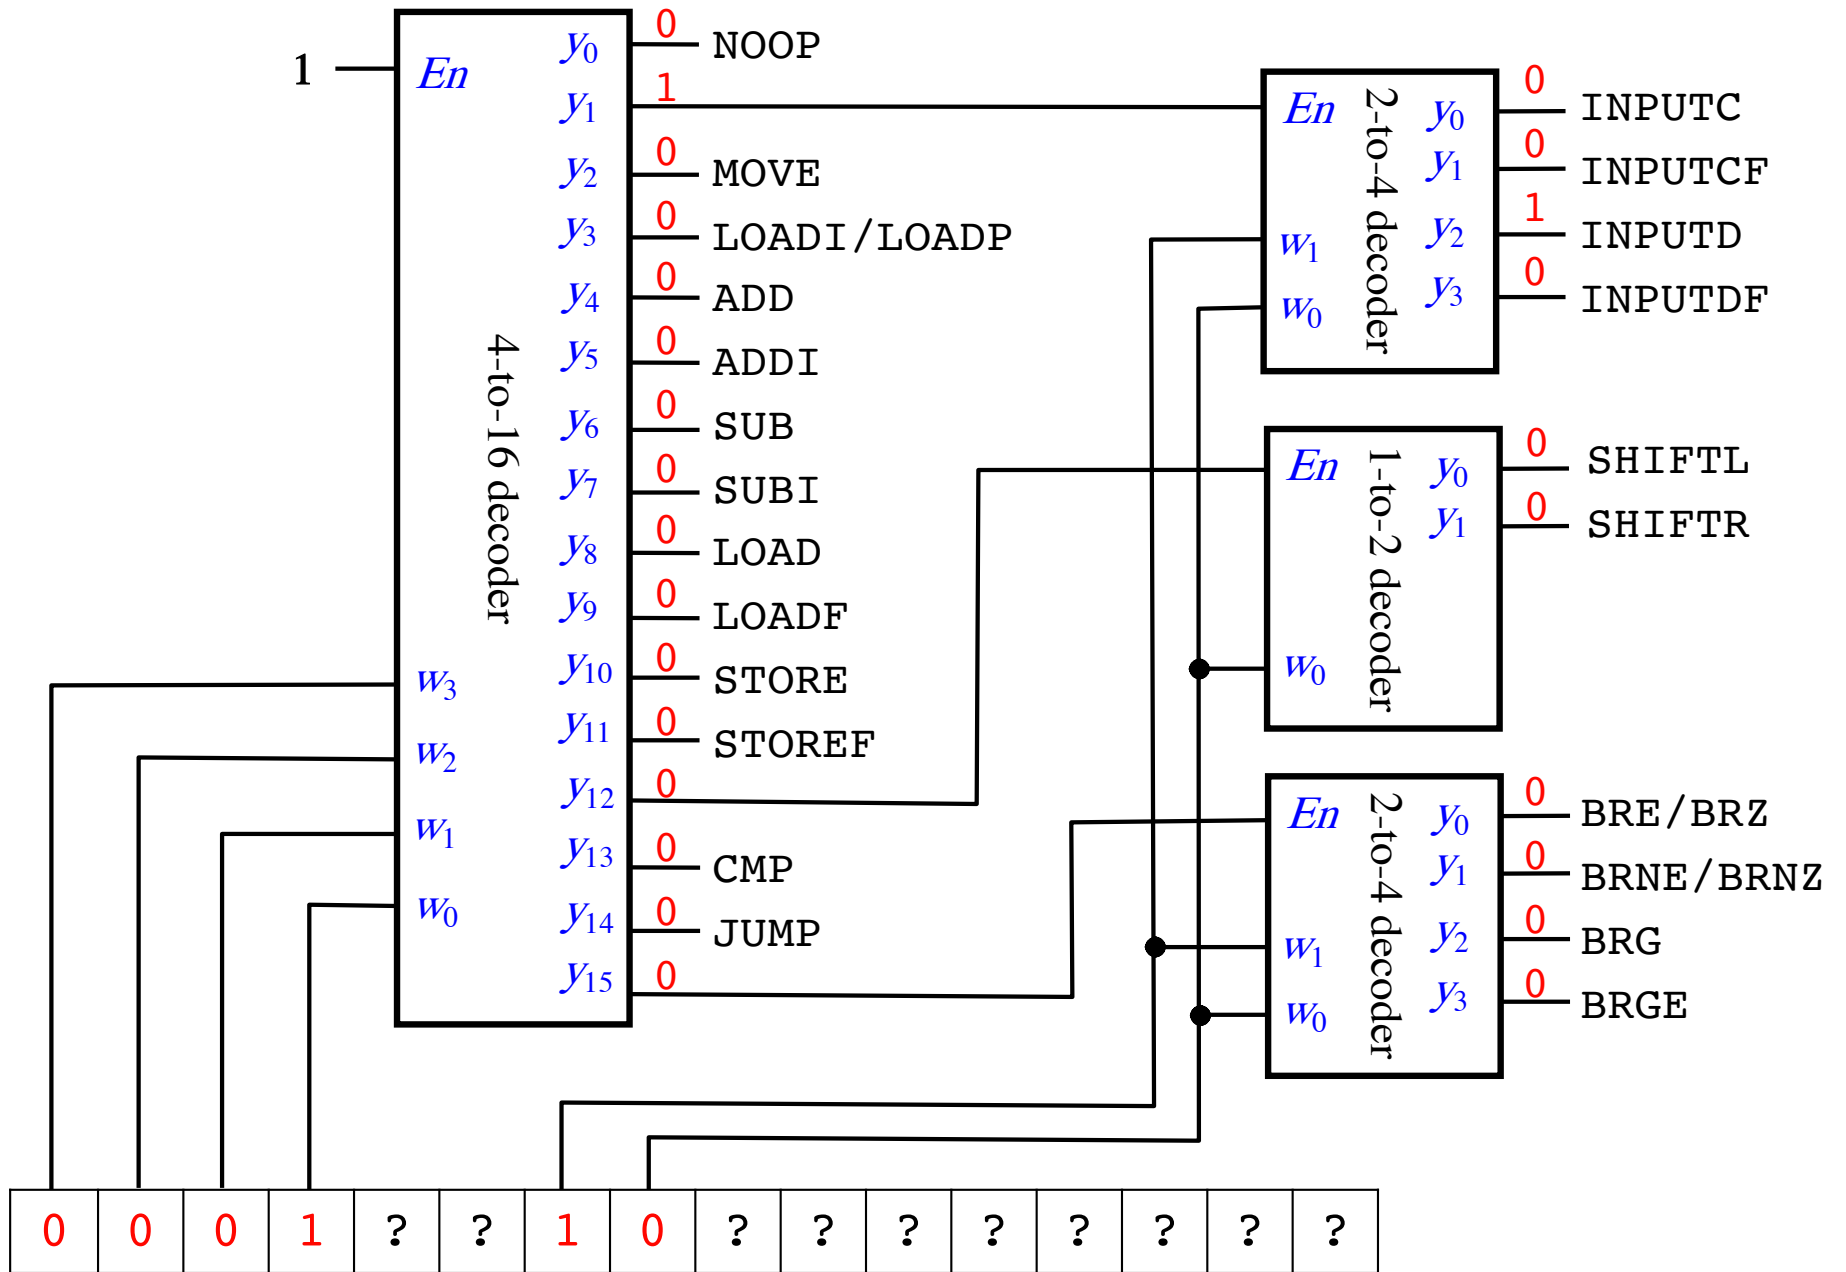 1
En
4-to-16 decoder
w3
w2
w1
w0
y0 0 NOOP
y1 1
y2 0 MOVE
y3 0 LOADI/LOADP
y4 0 ADD
y5 0 ADDI
y6 0 SUB
y7 0 SUBI
y8 0 LOAD
y9 0 LOADF
y10 0 STORE
y11 0 STOREF
y12 0
y13 0 CMP
y14 0 JUMP
y15 0
En
w1
w0
2-to-4 decoder
y0 0 INPUTC
y1 0 INPUTCF
y2 1 INPUTD
y3 0 INPUTDF
En
w0
1-to-2 decoder
y0 0 SHIFTL
y1 0 SHIFTR
En
w1
w0
2-to-4 decoder
y0 0 BRE/BRZ
y1 0 BRNE/BRNZ
y2 0 BRG
y3 0 BRGE
0 0 0 1 ? ? 1 0 ? ? ? ? ? ? ? ?